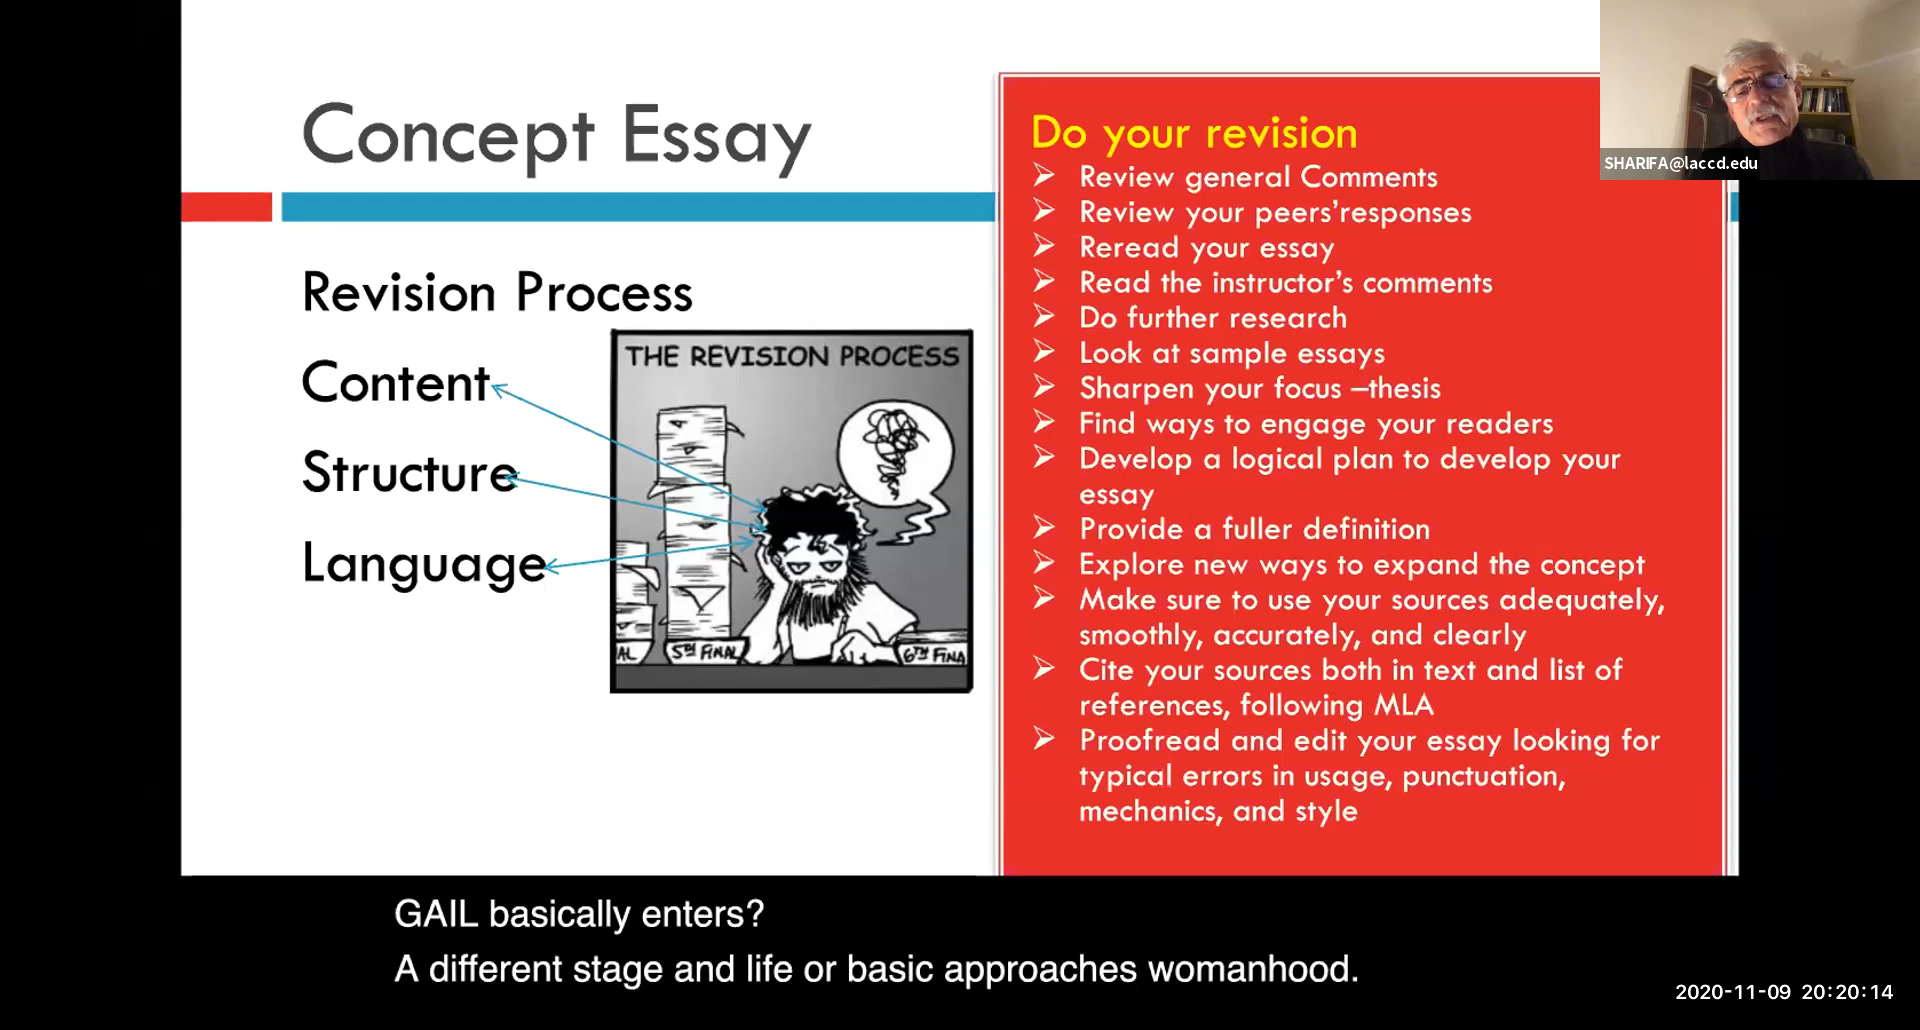 Concept Essay
Revision Process
Content
Structure
Language
THE REVISION PROCESS
AL
5TH FINAL
6TH FINA
Do your revision
Review general Comments
Review your peers’responses
Reread your essay
Read the instructor’s comments
Do further research
Look at sample essays
Sharpen your focus –thesis
Find ways to engage your readers
Develop a logical plan to develop your
essay
Provide a fuller definition
Explore new ways to expand the concept
Make sure to use your sources adequately,
smoothly, accurately, and clearly
Cite your sources both in text and list of
references, following MLA
Proofread and edit your essay looking for
typical errors in usage, punctuation,
mechanics, and style
SHARIFA@laccd.edu
GAIL basically enters?
A different stage and life or basic approaches womanhood.
2020-11-09 20:20:14